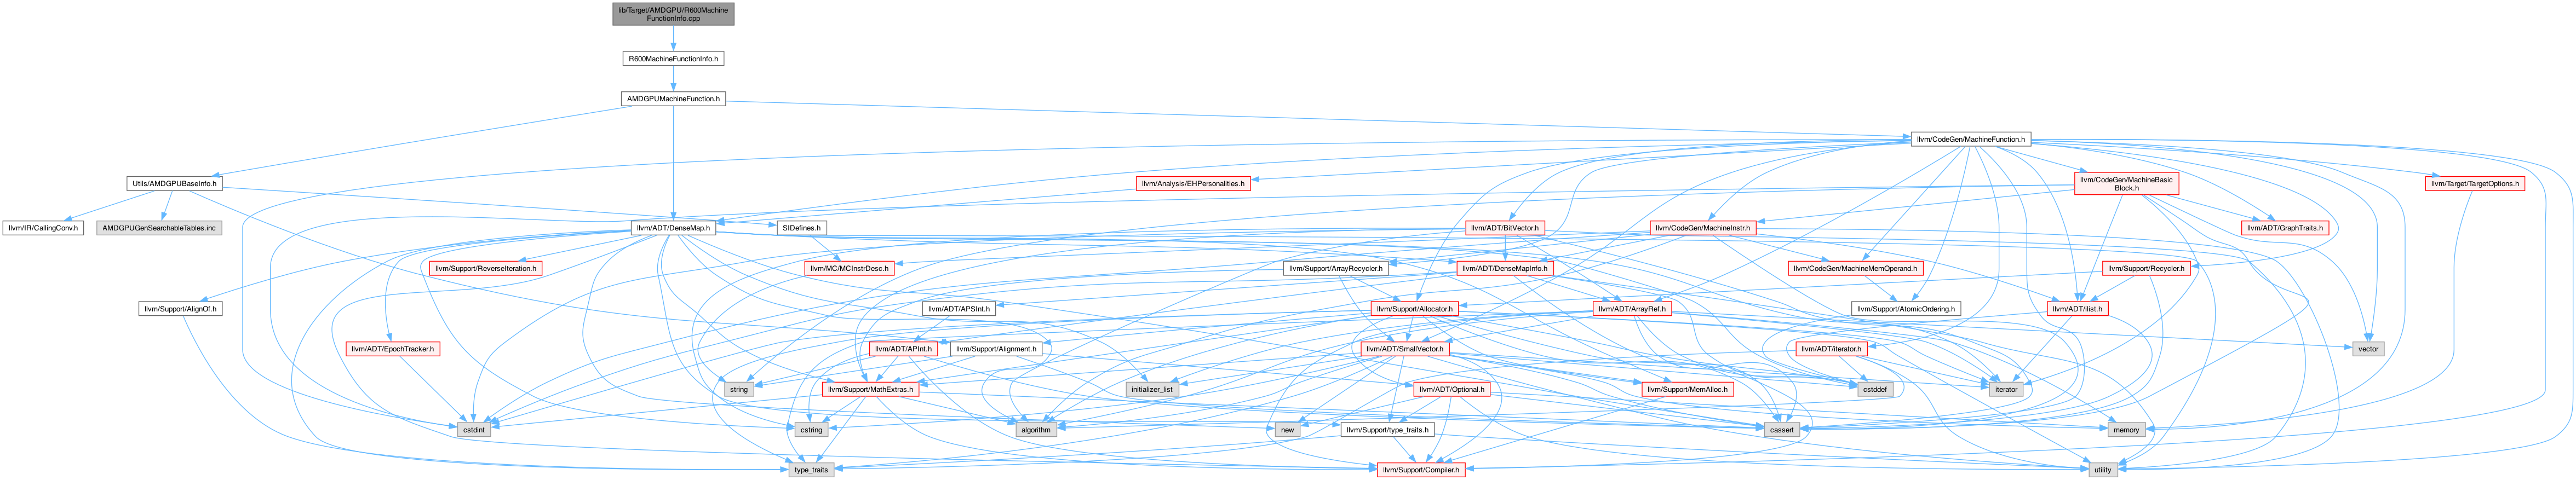 lib/Target/AMDGPU/R600Machine
FunctionInfo.cpp
R600MachineFunctionInfo.h
AMDGPUMachineFunction.h
llvm/CodeGen/MachineFunction.h
Utils/AMDGPUBaseInfo.h
llvm/Analysis/EHPersonalities.h
llvm/CodeGen/MachineBasic
Block.h
llvm/Target/TargetOptions.h
llvm/IR/CallingConv.h
AMDGPUGenSearchableTables.inc
llvm/ADT/DenseMap.h
SIDefines.h
llvm/ADT/BitVector.h
llvm/CodeGen/MachineInstr.h
llvm/ADT/GraphTraits.h
llvm/Support/ReverseIteration.h
llvm/MC/MCInstrDesc.h
llvm/Support/ArrayRecycler.h
llvm/ADT/DenseMapInfo.h
llvm/CodeGen/MachineMemOperand.h
llvm/Support/Recycler.h
llvm/Support/AlignOf.h
llvm/ADT/APSInt.h
llvm/Support/Allocator.h
llvm/ADT/ArrayRef.h
llvm/Support/AtomicOrdering.h
llvm/ADT/ilist.h
llvm/ADT/EpochTracker.h
llvm/ADT/APInt.h
llvm/Support/Alignment.h
llvm/ADT/SmallVector.h
llvm/ADT/iterator.h
vector
string
llvm/Support/MathExtras.h
initializer_list
llvm/ADT/Optional.h
llvm/Support/MemAlloc.h
cstddef
iterator
cstdint
cstring
algorithm
new
llvm/Support/type_traits.h
cassert
memory
type_traits
llvm/Support/Compiler.h
utility